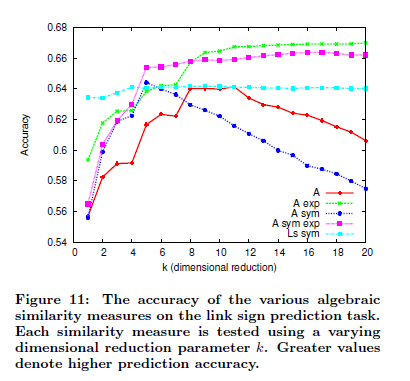 0.68
0.66
0.64
0.62
0.6
0.58
0.56
0.54
Accuracy
A
A exp
A sym
A sym exp
Ls sym
0 2 4 6 8 10 12 14 16 18 20
k (dimensional reduction)
Figure 11: The accuracy of the various algebraic
similarity measures on the link sign prediction task.
Each similarity measure is tested using a varying
dimensional reduction parameter k. Greater values
denote higher prediction accuracy.